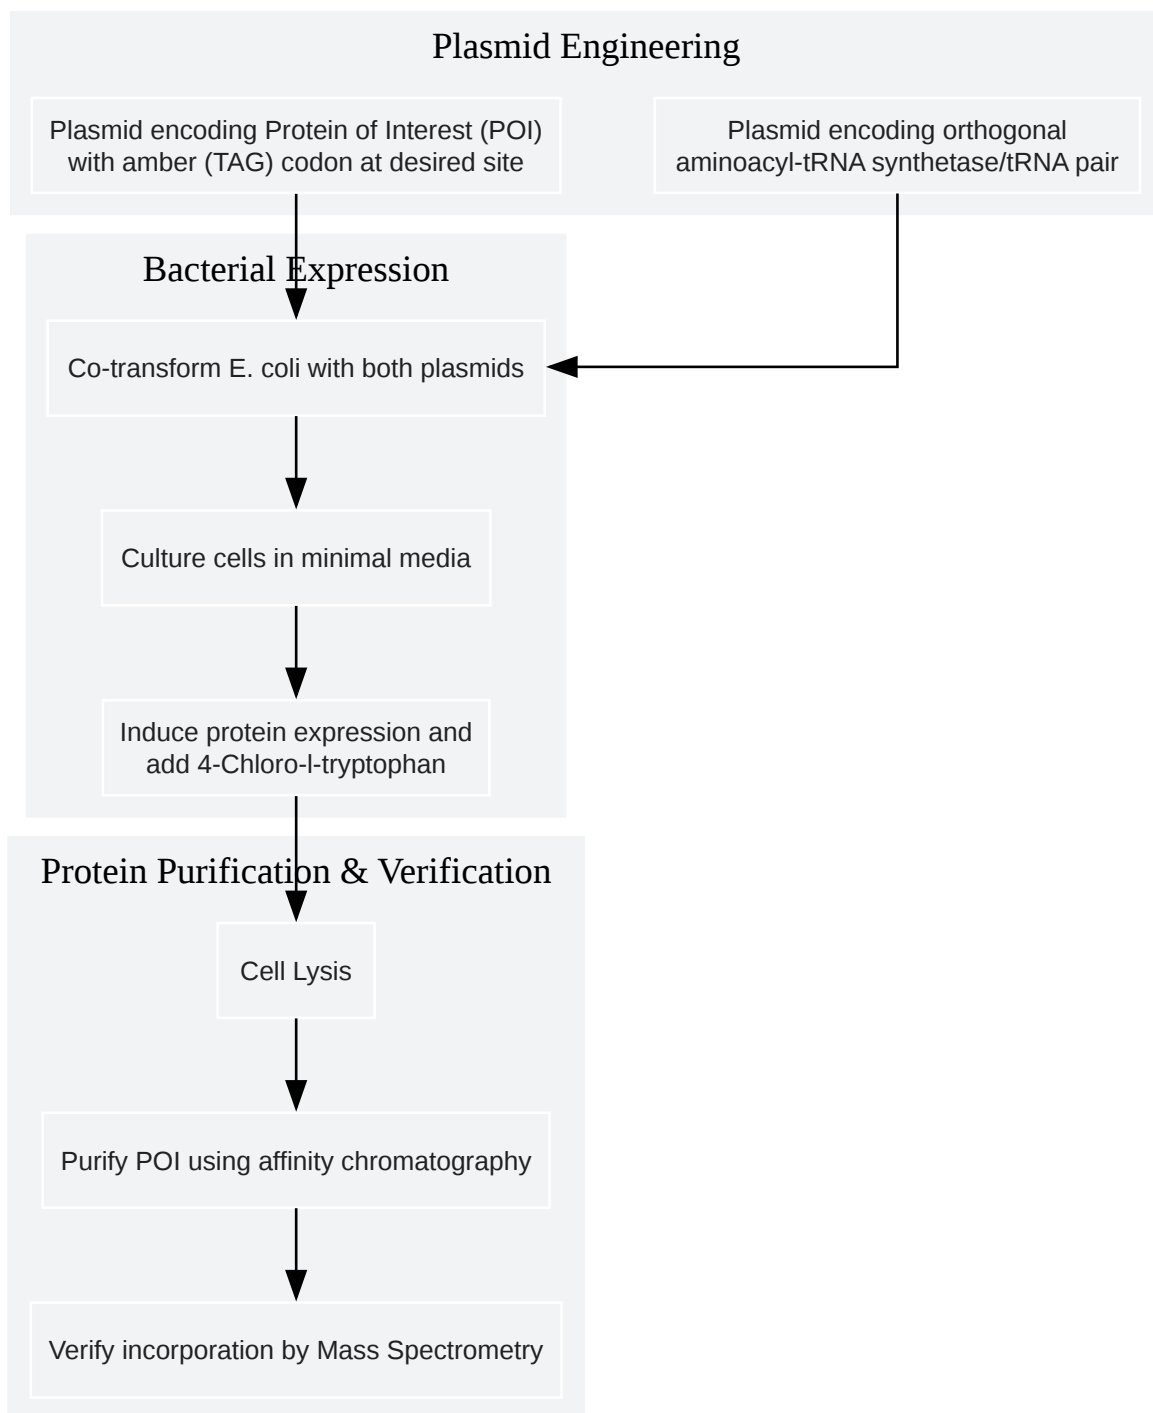 Plasmid Engineering
Plasmid encoding Protein of Interest (POI)
with amber (TAG) codon at desired site
Plasmid encoding orthogonal
aminoacyl-tRNA synthetase/tRNA pair
Bacterial Expression
Co-transform E. coli with both plasmids
Culture cells in minimal media
Induce protein expression and
add 4-Chloro-l-tryptophan
Protein Purification & Verification
Cell Lysis
Purify POI using affinity chromatography
Verify incorporation by Mass Spectrometry